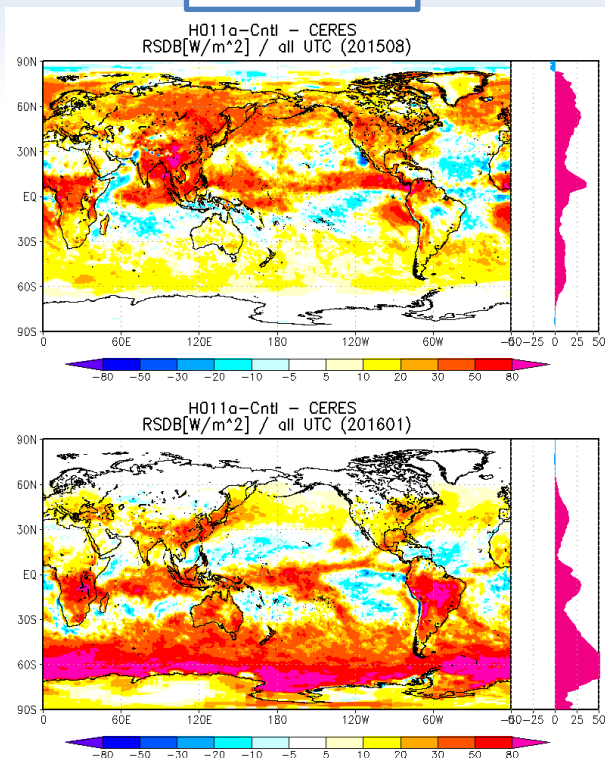 H011a-Cntl - CERES
RSDB[W/m^2] / all UTC (201508)
90N
60N
30N
EQ
30S
60S
90S
0 60E 120E 180 120W 60W -50 -25 0 25 50
-80 -50 -30 -20 -10 -5 5 10 20 30 50 80
H011a-Cntl - CERES
RSDB[W/m^2] / all UTC (201601)
90N
60N
30N
EQ
30S
60S
90S
0 60E 120E 180 120W 60W -50 -25 0 25 50
-80 -50 -30 -20 -10 -5 5 10 20 30 50 80